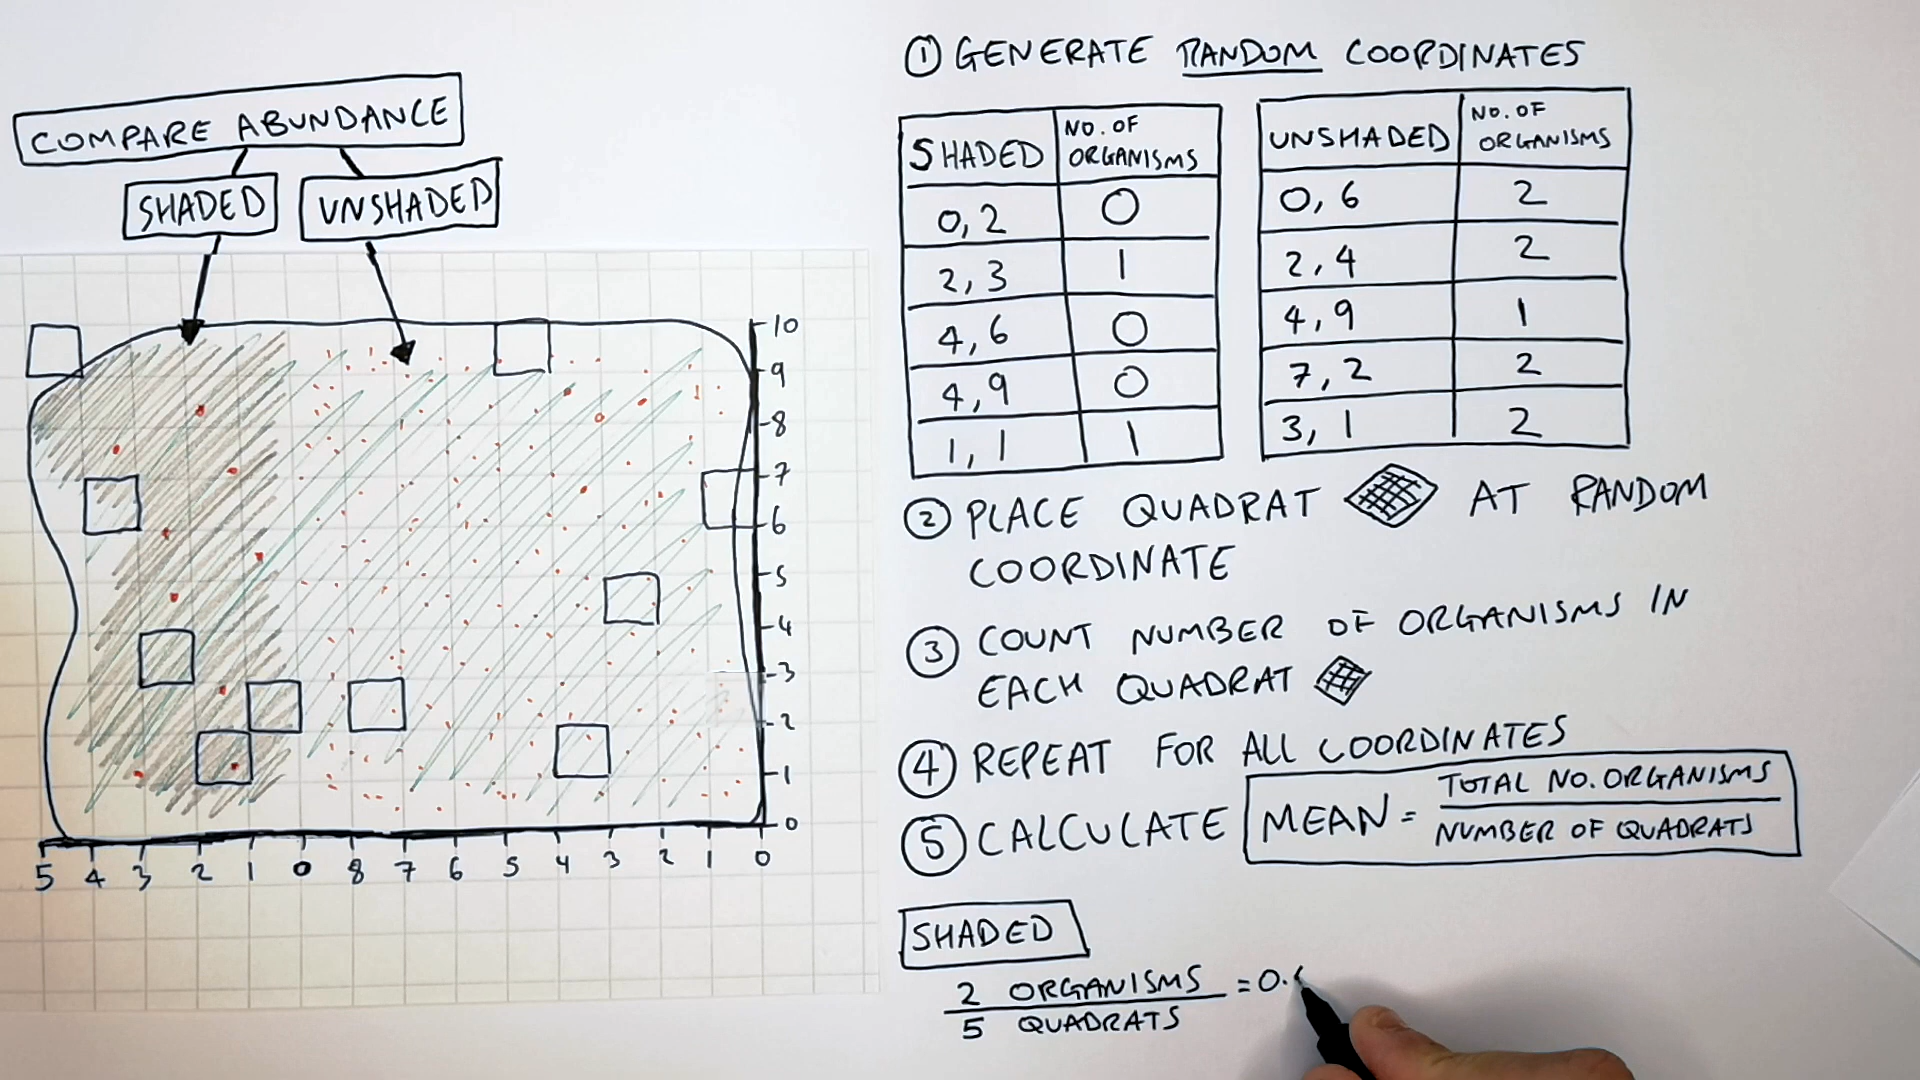 COMPARE ABUNDANCE
SHADED
UNSHADED
10
9
8
7
6
5
4
3
2
1
0
5 4 3 2 1 0 8 7 6 5 4 3 2 1 0
① GENERATE RANDOM COORDINATES
SHADED NO. OF ORGANISMS
0, 2 0
2, 3 1
4, 6 0
4, 9 0
1, 1 1
UNSHADED NO. OF ORGANISMS
0, 6 2
2, 4 2
4, 9 1
7, 2 2
3, 1 2
② PLACE QUADRAT AT RANDOM
COORDINATE
③ COUNT NUMBER OF ORGANISMS IN
EACH QUADRAT
④ REPEAT FOR ALL COORDINATES
⑤ CALCULATE MEAN = TOTAL NO. ORGANISMS
NUMBER OF QUADRATS
SHADED
2 ORGANISMS = 0.
5 QUADRATS